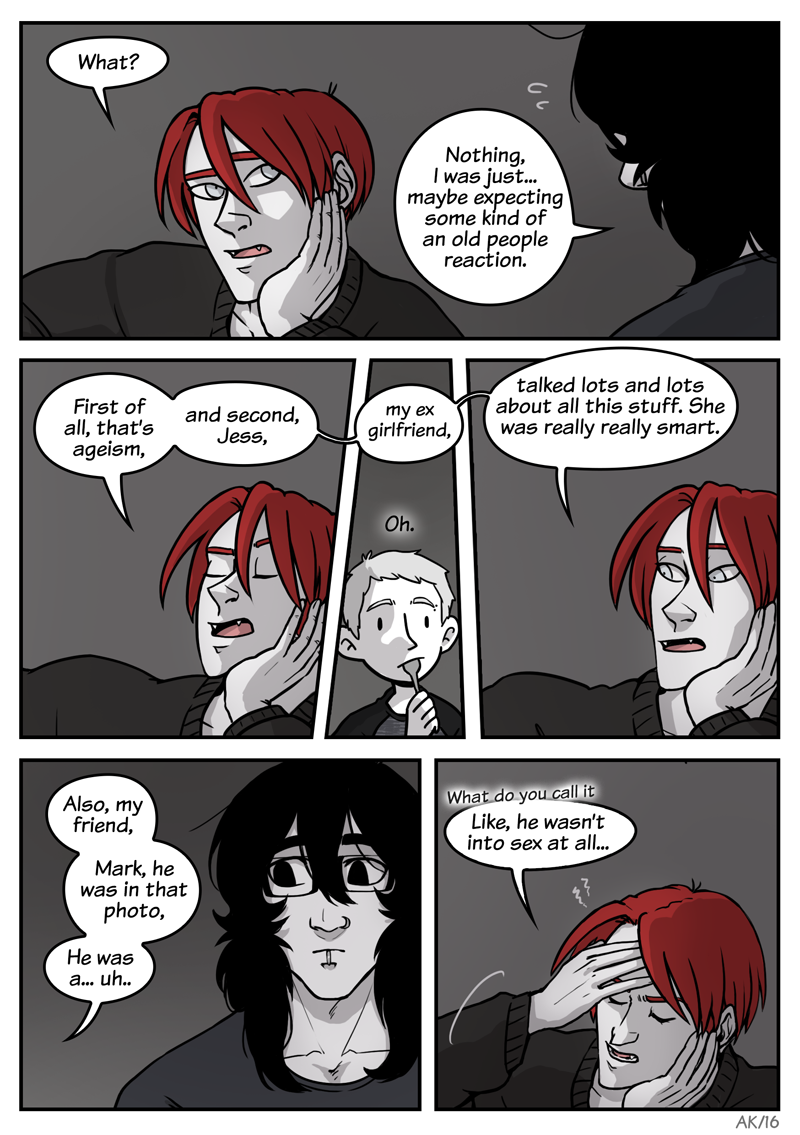 What?
Nothing,
I was just...
maybe expecting
some kind of
an old people
reaction.
First of
all, that's
ageism,
and second,
Jess,
my ex
girlfriend,
talked lots and lots
about all this stuff. She
was really really smart.
Oh.
Also, my
friend,
Mark, he
was in that
photo,
He was
a... uh..
What do you call it
Like, he wasn't
into sex at all...
AK/16